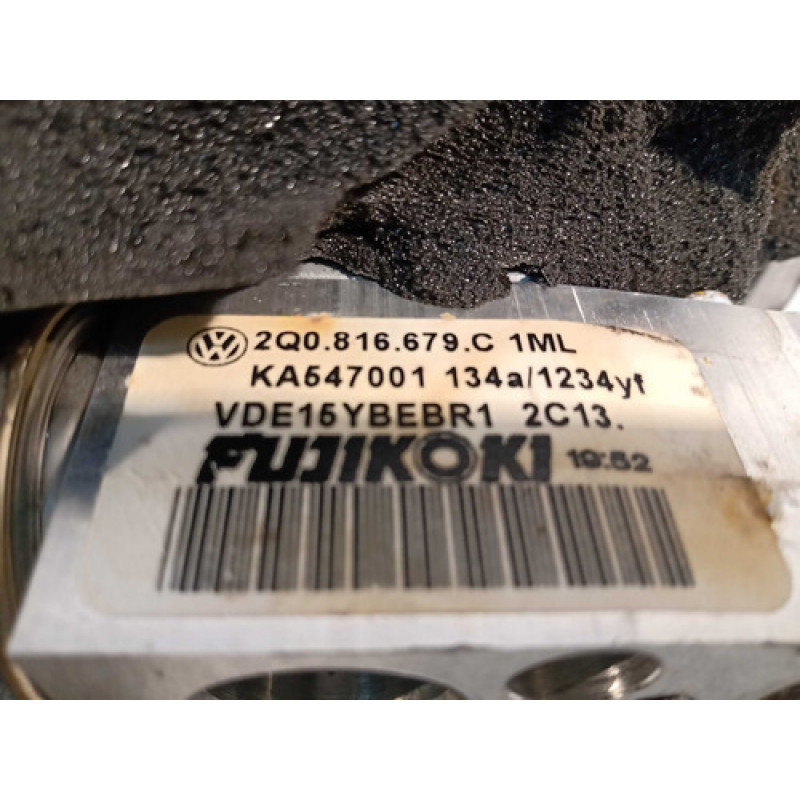 2Q0.816.679.C 1ML
KA547001 134a/1234yf
VDE15YBEBR1 2C13.
FUJIKOKI 19:52